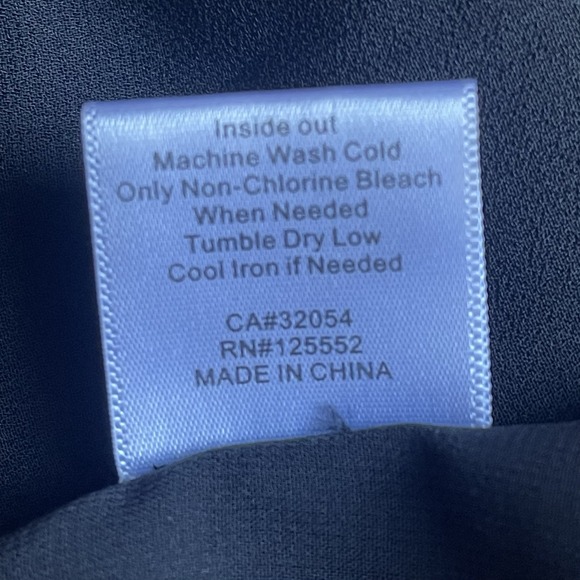 Inside out
Machine Wash Cold
Only Non-Chlorine Bleach
When Needed
Tumble Dry Low
Cool Iron if Needed
CA#32054
RN#125552
MADE IN CHINA